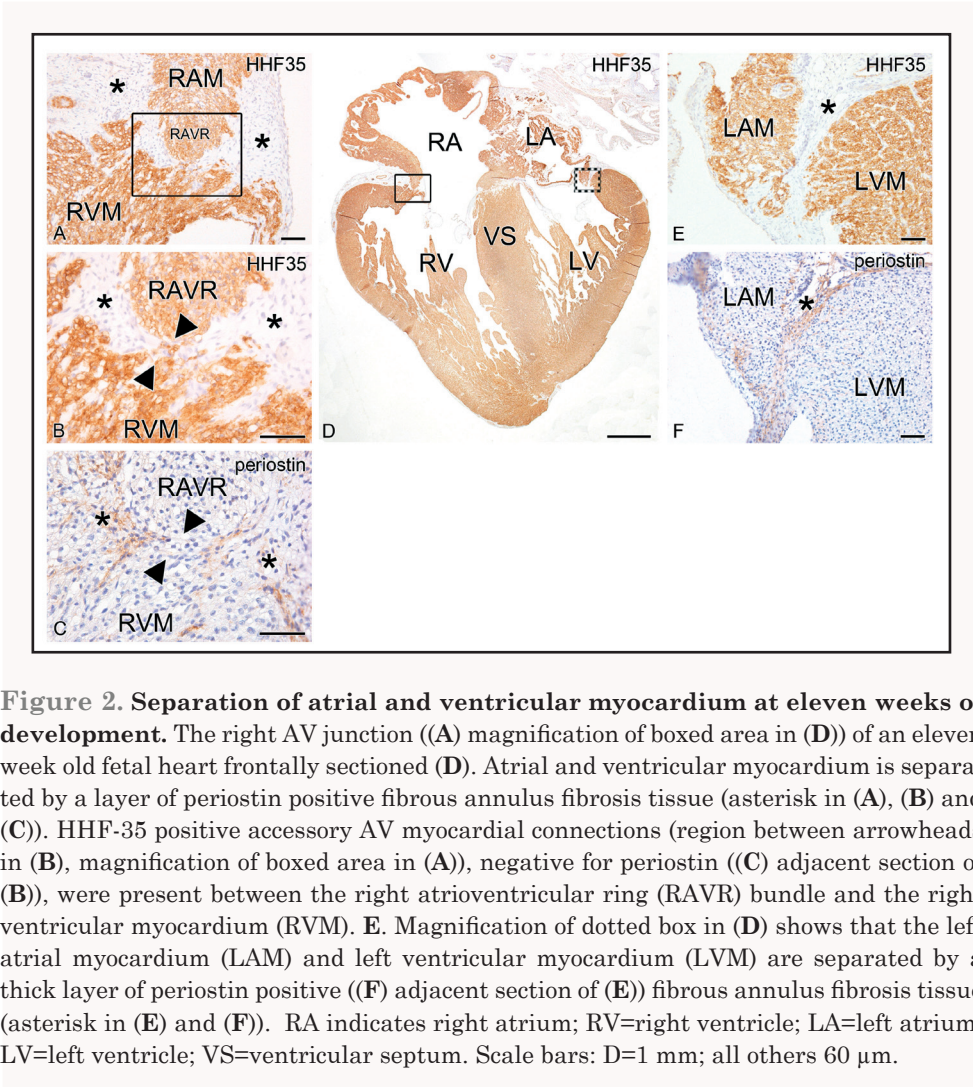 HHF35
RAM
*
RAVR
*
RVM
A
HHF35
RAVR
*
*
RVM
B
periostin
RAVR
*
*
RVM
C
HHF35
RA
LA
VS
RV
LV
D
HHF35
*
LAM
LVM
E
periostin
LAM
*
LVM
F
Figure 2. Separation of atrial and ventricular myocardium at eleven weeks o
development. The right AV junction ((A) magnification of boxed area in (D)) of an eleven
week old fetal heart frontally sectioned (D). Atrial and ventricular myocardium is separa-
ted by a layer of periostin positive fibrous annulus fibrosis tissue (asterisk in (A), (B) and
(C)). HHF-35 positive accessory AV myocardial connections (region between arrowhead
in (B), magnification of boxed area in (A)), negative for periostin ((C) adjacent section o
(B)), were present between the right atrioventricular ring (RAVR) bundle and the righ
ventricular myocardium (RVM). E. Magnification of dotted box in (D) shows that the lef
atrial myocardium (LAM) and left ventricular myocardium (LVM) are separated by a
thick layer of periostin positive ((F) adjacent section of (E)) fibrous annulus fibrosis tissue
(asterisk in (E) and (F)). RA indicates right atrium; RV=right ventricle; LA=left atrium
LV=left ventricle; VS=ventricular septum. Scale bars: D=1 mm; all others 60 µm.